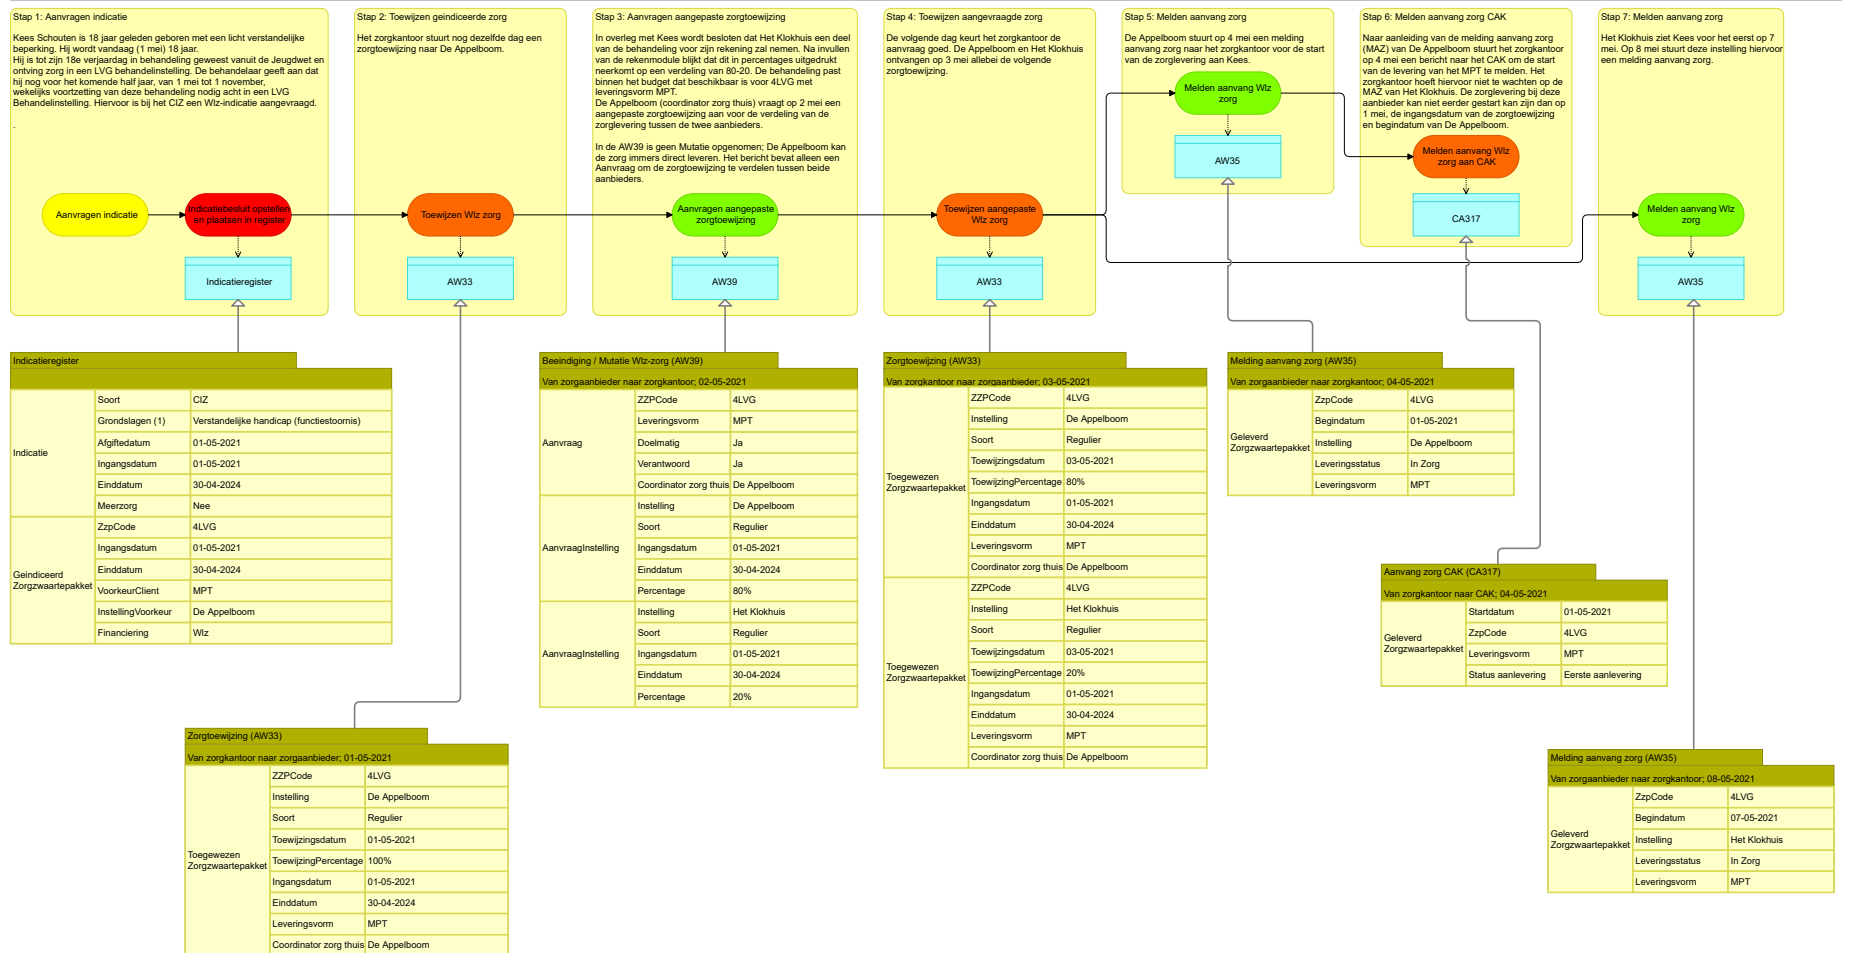 Stap 1: Aanvragen indicatie
Kees Schouten is 18 jaar geleden geboren met een licht verstandelijke
beperking. Hij wordt vandaag (1 mei) 18 jaar.
Hij is tot zijn 18e verjaardag in behandeling geweest vanuit de Jeugdwet en
ontving zorg in een LVG behandelinstelling. De behandelaar geeft aan dat
hij nog voor het komende half jaar, van 1 mei tot 1 november,
wekelijks voortzetting van deze behandeling nodig acht in een LVG
Behandelinstelling. Hiervoor is bij het CIZ een Wlz-indicatie aangevraagd.
.
Aanvragen indicatie
Indicatiebesluit opstellen
en plaatsen in register
Indicatieregister
Stap 2: Toewijzen geindiceerde zorg
Het zorgkantoor stuurt nog dezelfde dag een
zorgtoewijzing naar De Appelboom.
Toewijzen Wlz zorg
AW33
Stap 3: Aanvragen aangepaste zorgtoewijzing
In overleg met Kees wordt besloten dat Het Klokhuis een deel
van de behandeling voor zijn rekening zal nemen. Na invullen
van de rekenmodule blijkt dat dit in percentages uitgedrukt
neerkomt op een verdeling van 80-20. De behandeling past
binnen het budget dat beschikbaar is voor 4LVG met
leveringsvorm MPT.
De Appelboom (coordinator zorg thuis) vraagt op 2 mei een
aangepaste zorgtoewijzing aan voor de verdeling van de
zorglevering tussen de twee aanbieders.
In de AW39 is geen Mutatie opgenomen; De Appelboom kan
de zorg immers direct leveren. Het bericht bevat alleen een
Aanvraag om de zorgtoewijzing te verdelen tussen beide
aanbieders.
Aanvragen aangepaste
zorgtoewijzing
AW39
Stap 4: Toewijzen aangevraagde zorg
De volgende dag keurt het zorgkantoor de
aanvraag goed. De Appelboom en Het Klokhuis
ontvangen op 3 mei allebei de volgende
zorgtoewijzing.
Toewijzen aangepaste
Wlz zorg
AW33
Stap 5: Melden aanvang zorg
De Appelboom stuurt op 4 mei een melding
aanvang zorg naar het zorgkantoor voor de start
van de zorglevering aan Kees.
Melden aanvang Wlz
zorg
AW35
Stap 6: Melden aanvang zorg CAK
Naar aanleiding van de melding aanvang zorg
(MAZ) van De Appelboom stuurt het zorgkantoor
op 4 mei een bericht naar het CAK om de start
van de levering van het MPT te melden. Het
zorgkantoor hoeft hiervoor niet te wachten op de
MAZ van Het Klokhuis. De zorglevering bij deze
aanbieder kan niet eerder gestart kan zijn dan op
1 mei, de ingangsdatum van de zorgtoewijzing
en begindatum van De Appelboom.
Melden aanvang Wlz
zorg aan CAK
CA317
Stap 7: Melden aanvang zorg
Het Klokhuis ziet Kees voor het eerst op 7
mei. Op 8 mei stuurt deze instelling hiervoor
een melding aanvang zorg.
Melden aanvang Wlz
zorg
AW35
Indicatieregister
Indicatie
Soort CIZ
Grondslagen (1) Verstandelijke handicap (functiestoornis)
Afgiftedatum 01-05-2021
Ingangsdatum 01-05-2021
Einddatum 30-04-2024
Meerzorg Nee
Geindiceerd
Zorgzwaartepakket
ZzpCode 4LVG
Ingangsdatum 01-05-2021
Einddatum 30-04-2024
VoorkeurClient MPT
InstellingVoorkeur De Appelboom
Financiering Wlz
Zorgtoewijzing (AW33)
Van zorgkantoor naar zorgaanbieder; 01-05-2021
Toegewezen
Zorgzwaartepakket
ZZPCode 4LVG
Instelling De Appelboom
Soort Regulier
Toewijzingsdatum 01-05-2021
ToewijzingPercentage 100%
Ingangsdatum 01-05-2021
Einddatum 30-04-2024
Leveringsvorm MPT
Coordinator zorg thuis De Appelboom
Beeindiging / Mutatie Wlz-zorg (AW39)
Van zorgaanbieder naar zorgkantoor; 02-05-2021
Aanvraag
ZZPCode 4LVG
Leveringsvorm MPT
Doelmatig Ja
Verantwoord Ja
Coordinator zorg thuis De Appelboom
AanvraagInstelling
Instelling De Appelboom
Soort Regulier
Ingangsdatum 01-05-2021
Einddatum 30-04-2024
Percentage 80%
AanvraagInstelling
Instelling Het Klokhuis
Soort Regulier
Ingangsdatum 01-05-2021
Einddatum 30-04-2024
Percentage 20%
Zorgtoewijzing (AW33)
Van zorgkantoor naar zorgaanbieder; 03-05-2021
Toegewezen
Zorgzwaartepakket
ZZPCode 4LVG
Instelling De Appelboom
Soort Regulier
Toewijzingsdatum 03-05-2021
ToewijzingPercentage 80%
Ingangsdatum 01-05-2021
Einddatum 30-04-2024
Leveringsvorm MPT
Coordinator zorg thuis De Appelboom
Toegewezen
Zorgzwaartepakket
ZZPCode 4LVG
Instelling Het Klokhuis
Soort Regulier
Toewijzingsdatum 03-05-2021
ToewijzingPercentage 20%
Ingangsdatum 01-05-2021
Einddatum 30-04-2024
Leveringsvorm MPT
Coordinator zorg thuis De Appelboom
Melding aanvang zorg (AW35)
Van zorgaanbieder naar zorgkantoor; 04-05-2021
Geleverd
Zorgzwaartepakket
ZzpCode 4LVG
Begindatum 01-05-2021
Instelling De Appelboom
Leveringsstatus In Zorg
Leveringsvorm MPT
Aanvang zorg CAK (CA317)
Van zorgkantoor naar CAK; 04-05-2021
Geleverd
Zorgzwaartepakket
Startdatum 01-05-2021
ZzpCode 4LVG
Leveringsvorm MPT
Status aanlevering Eerste aanlevering
Melding aanvang zorg (AW35)
Van zorgaanbieder naar zorgkantoor; 08-05-2021
Geleverd
Zorgzwaartepakket
ZzpCode 4LVG
Begindatum 07-05-2021
Instelling Het Klokhuis
Leveringsstatus In Zorg
Leveringsvorm MPT